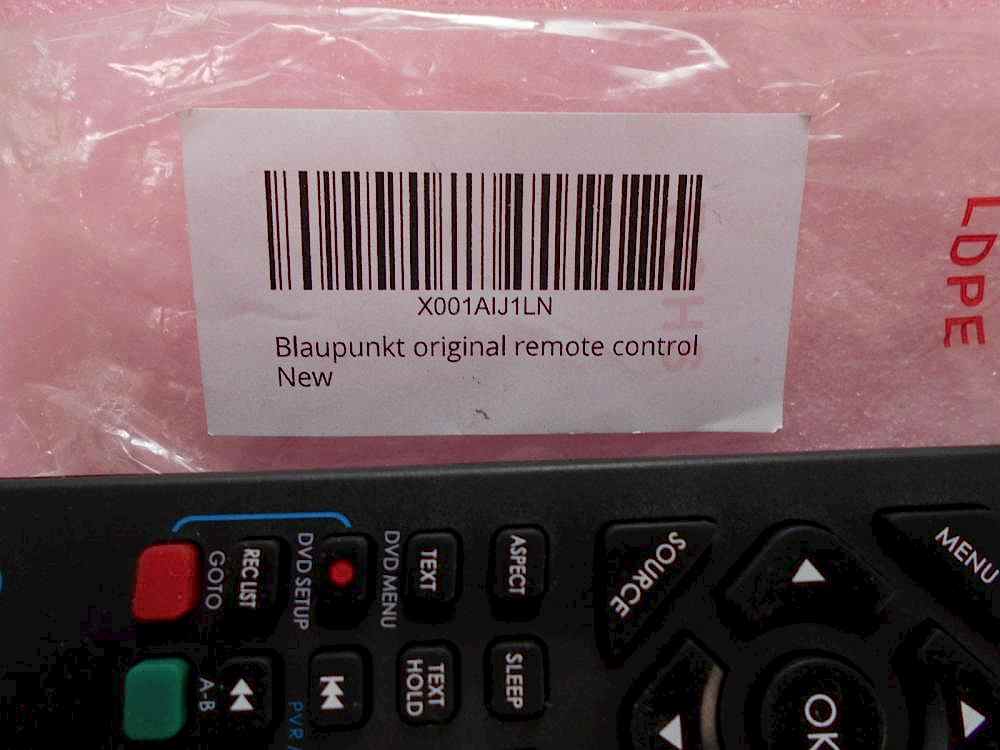 X001AIJ1LN
Blaupunkt original remote control
New
LDPE
GOTO
REC LIST
DVD SETUP
DVD MENU
TEXT
ASPECT
SOURCE
MENU
A-B
PVR
TEXT
HOLD
SLEEP
OK